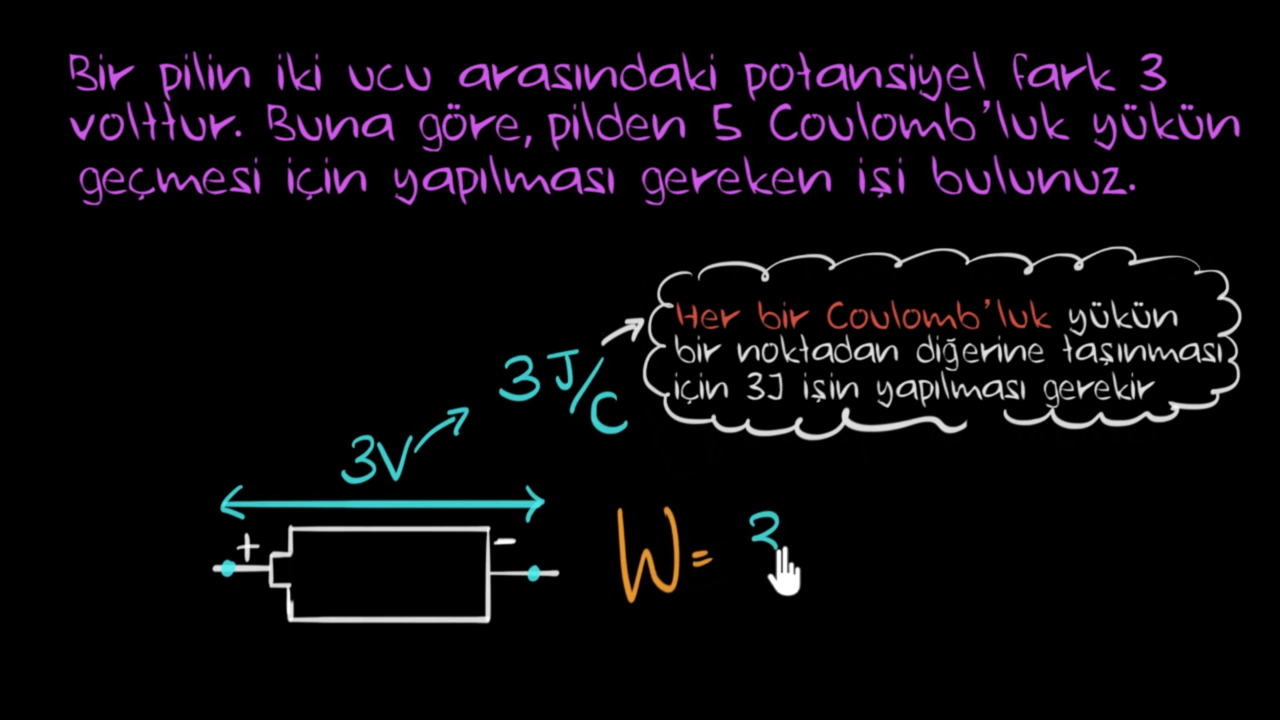 Bir pilin iki ucu arasındaki potansiyel fark 3
volttur. Buna göre, pilden 5 Coulomb'luk yükün
geçmesi için yapılması gereken işi bulunuz.
Her bir Coulomb'luk yükün
bir noktadan diğerine taşınması
için 3J işin yapılması gerekir
3 J/C
3V
+ -
W =